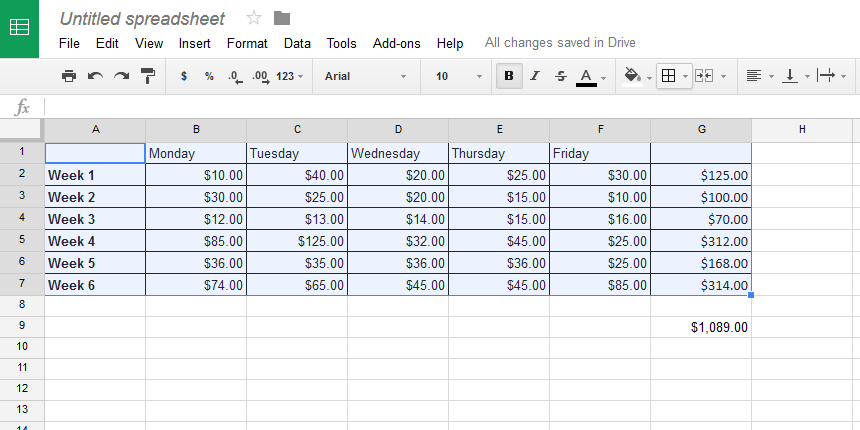 Untitled spreadsheet
File Edit View Insert Format Data Tools Add-ons Help All changes saved in Drive
$ % .0 .00 123 Arial 10 B I S A
fx
A B C D E F G H
1 Monday Tuesday Wednesday Thursday Friday
2 Week 1 $10.00 $40.00 $20.00 $25.00 $30.00 $125.00
3 Week 2 $30.00 $25.00 $20.00 $15.00 $10.00 $100.00
4 Week 3 $12.00 $13.00 $14.00 $15.00 $16.00 $70.00
5 Week 4 $85.00 $125.00 $32.00 $45.00 $25.00 $312.00
6 Week 5 $36.00 $35.00 $36.00 $36.00 $25.00 $168.00
7 Week 6 $74.00 $65.00 $45.00 $45.00 $85.00 $314.00
8
9 $1,089.00
10
11
12
13
14